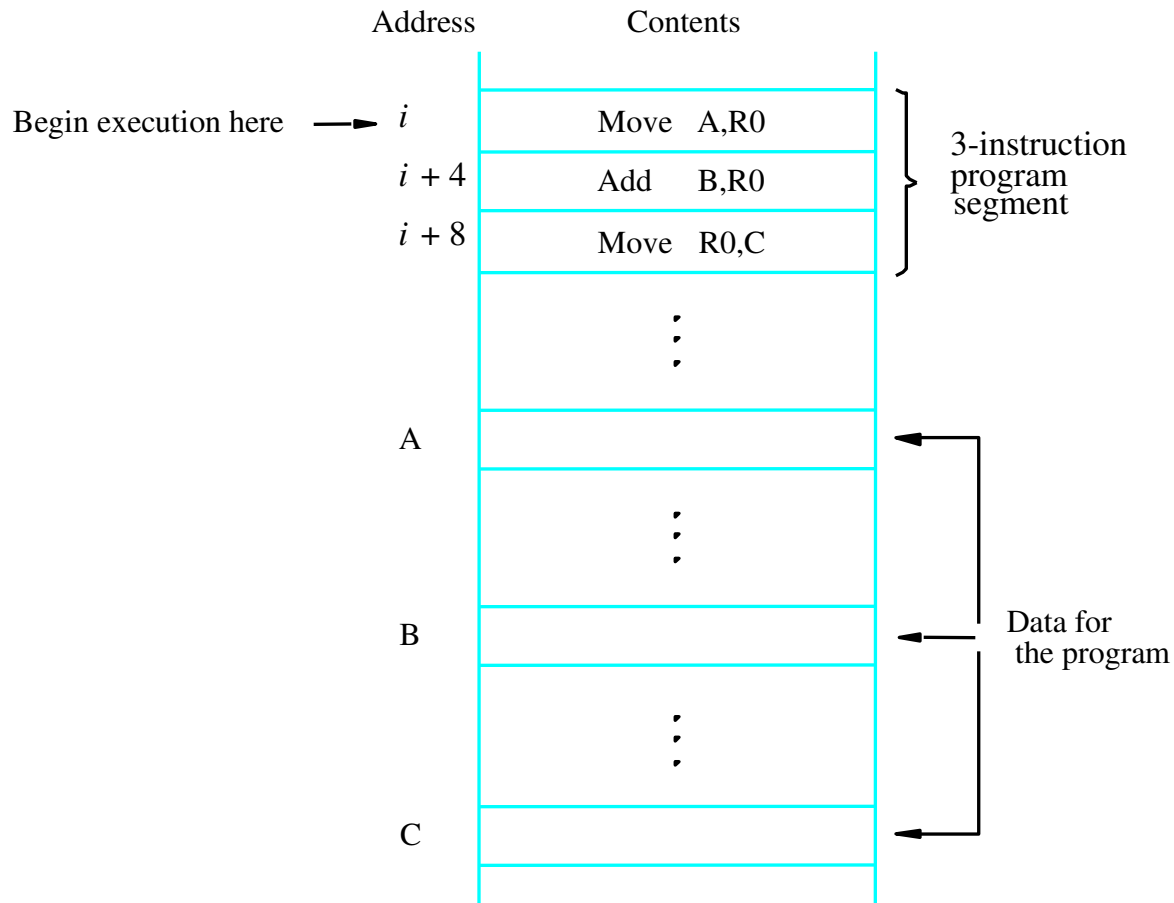 Address Contents
Begin execution here i Move A,R0
i + 4 Add B,R0
i + 8 Move R0,C
3-instruction
program
segment
A
B
C
Data for
the program